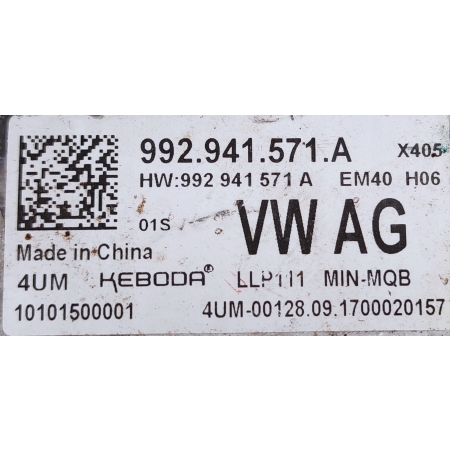 992.941.571.A X405
HW:992 941 571 A EM40 H06
01S VW AG
Made in China
4UM KEBODA® LLP111 MIN-MQB
10101500001 4UM-00128.09.1700020157